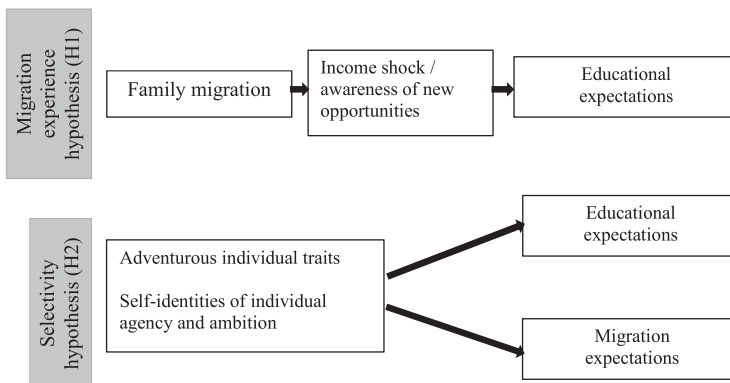 Migration
experience
hypothesis (H1)
Family migration
Income shock /
awareness of new
opportunities
Educational
expectations
Selectivity
hypothesis (H2)
Adventurous individual traits
Self-identities of individual
agency and ambition
Educational
expectations
Migration
expectations